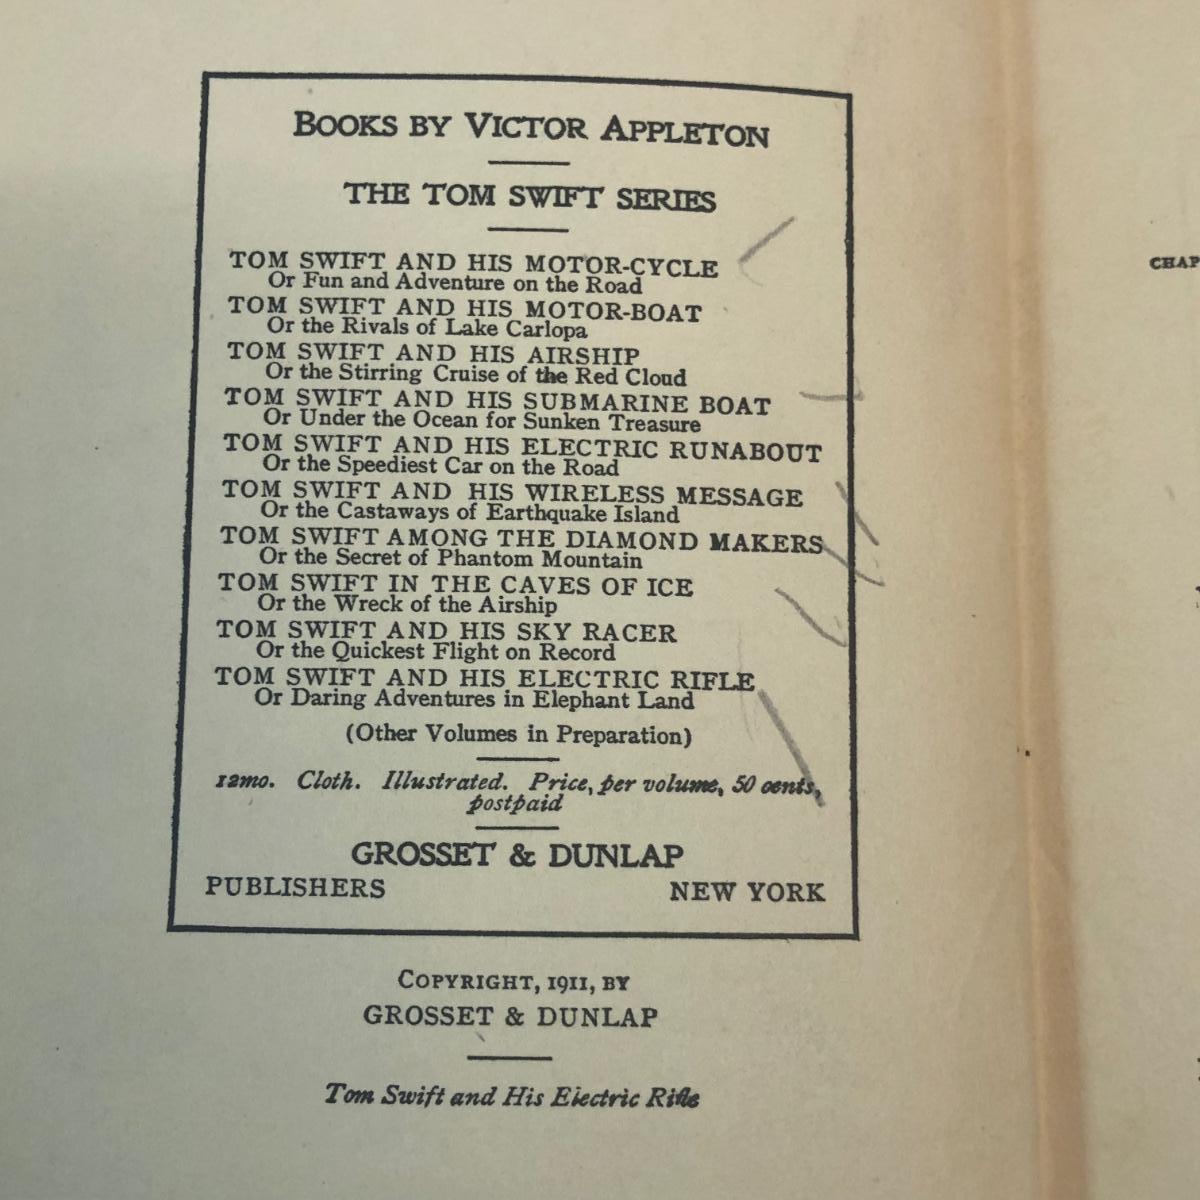 BOOKS BY VICTOR APPLETON
THE TOM SWIFT SERIES
TOM SWIFT AND HIS MOTOR-CYCLE
Or Fun and Adventure on the Road
TOM SWIFT AND HIS MOTOR-BOAT
Or the Rivals of Lake Carlopa
TOM SWIFT AND HIS AIRSHIP
Or the Stirring Cruise of the Red Cloud
TOM SWIFT AND HIS SUBMARINE BOAT
Or Under the Ocean for Sunken Treasure
TOM SWIFT AND HIS ELECTRIC RUNABOUT
Or the Speediest Car on the Road
TOM SWIFT AND HIS WIRELESS MESSAGE
Or the Castaways of Earthquake Island
TOM SWIFT AMONG THE DIAMOND MAKERS
Or the Secret of Phantom Mountain
TOM SWIFT IN THE CAVES OF ICE
Or the Wreck of the Airship
TOM SWIFT AND HIS SKY RACER
Or the Quickest Flight on Record
TOM SWIFT AND HIS ELECTRIC RIFLE
Or Daring Adventures in Elephant Land
(Other Volumes in Preparation)
12mo. Cloth. Illustrated. Price, per volume, 50 cents,
postpaid
GROSSET & DUNLAP
PUBLISHERS NEW YORK
COPYRIGHT, 1911, BY
GROSSET & DUNLAP
Tom Swift and His Electric Rifle
CHAP